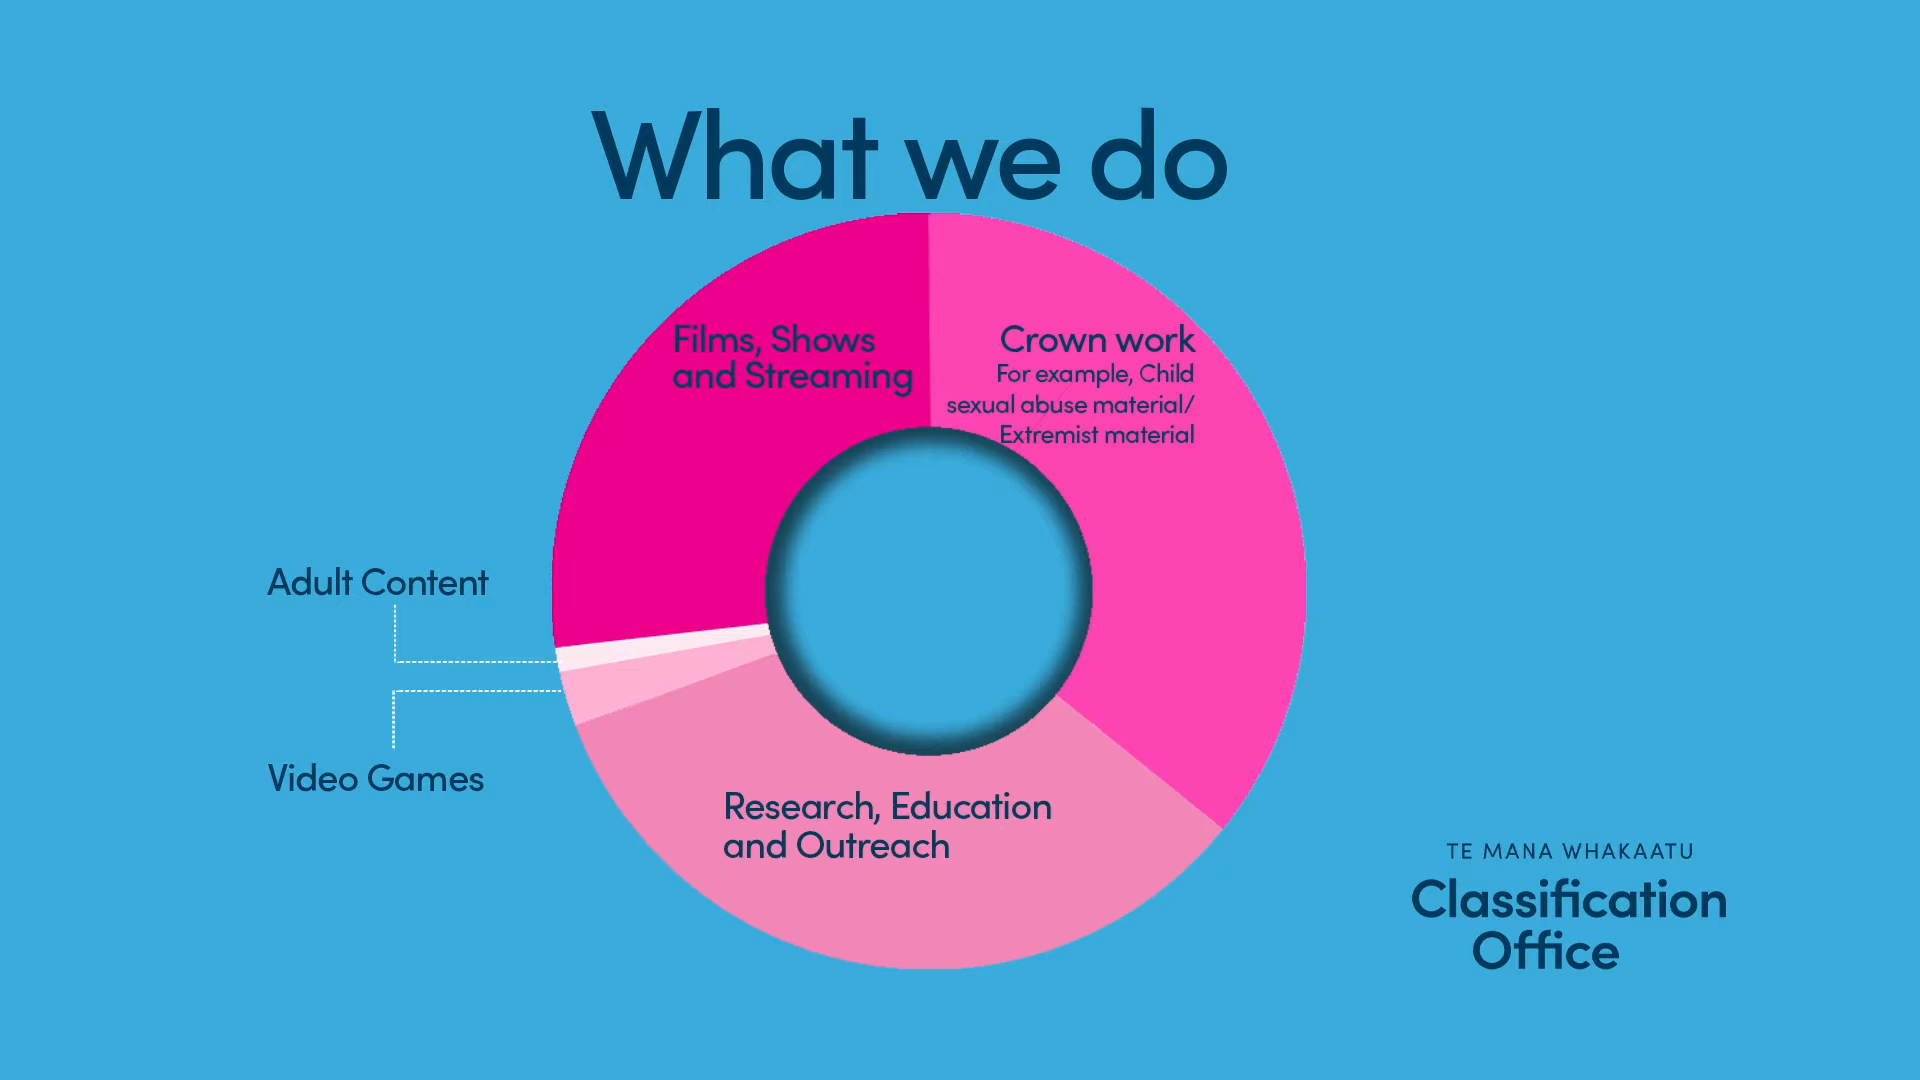 What we do
Films, Shows
and Streaming
Crown work
For example, Child
sexual abuse material/
Extremist material
Adult Content
Video Games
Research, Education
and Outreach
TE MANA WHAKAATU
Classification
Office